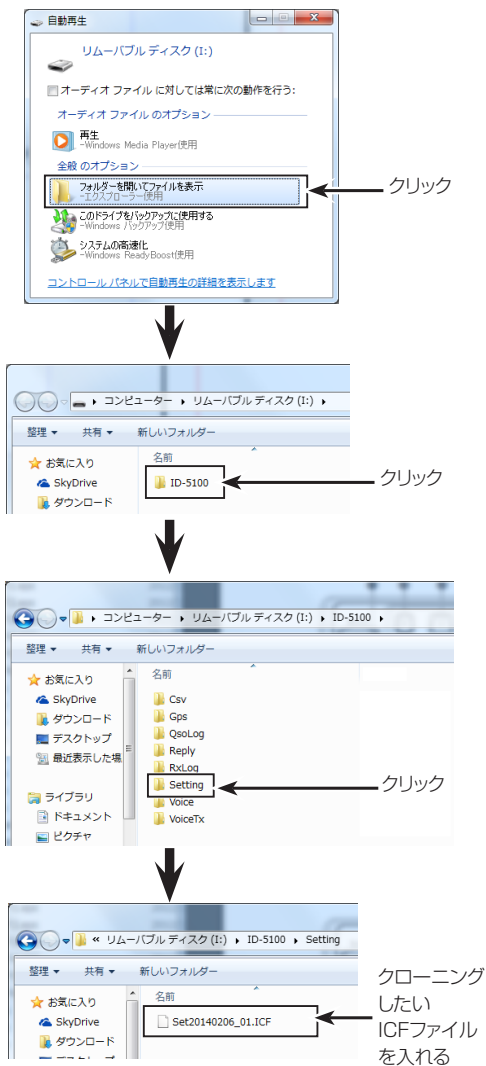 自動再生
リムーバブル ディスク (I:)
オーディオ ファイル に対しては常に次の動作を行う:
オーディオ ファイル のオプション
再生
-Windows Media Player使用
全般 のオプション
フォルダーを開いてファイルを表示
-エクスプローラー使用
クリック
このドライブをバックアップに使用する
-Windows バックアップ使用
システムの高速化
-Windows ReadyBoost使用
コントロール パネルで自動再生の詳細を表示します
コンピューター ▸ リムーバブル ディスク (I:) ▸
整理 ▼ 共有 ▼ 新しいフォルダー
お気に入り
名前
SkyDrive
ID-5100
クリック
ダウンロード
コンピューター ▸ リムーバブル ディスク (I:) ▸ ID-5100 ▸
整理 ▼ 共有 ▼ 新しいフォルダー
お気に入り
SkyDrive
ダウンロード
デスクトップ
最近表示した場
ライブラリ
ドキュメント
ピクチャ
名前
Csv
Gps
QsoLog
Reply
RxLog
Setting
クリック
Voice
VoiceTx
« リムーバブル ディスク (I:) ▸ ID-5100 ▸ Setting
整理 ▼ 共有 ▼ 新しいフォルダー
お気に入り
SkyDrive
ダウンロード
名前
Set20140206_01.ICF
クローニング
したい
ICFファイル
を入れる